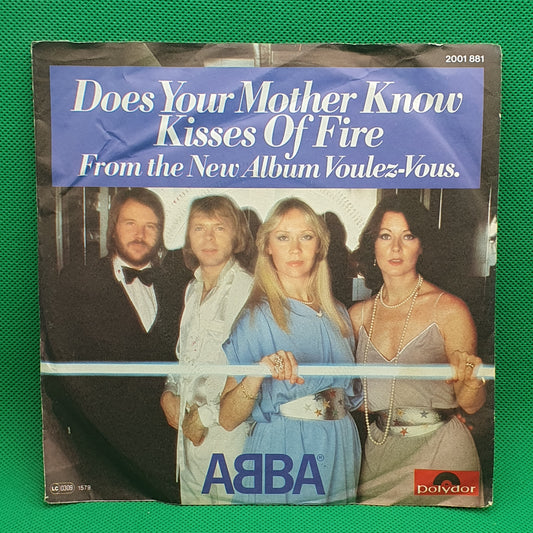 2001 881
Does Your Mother Know
Kisses Of Fire
From the New Album Voulez-Vous.
ABBA®
LC 0309 1579
Polydor